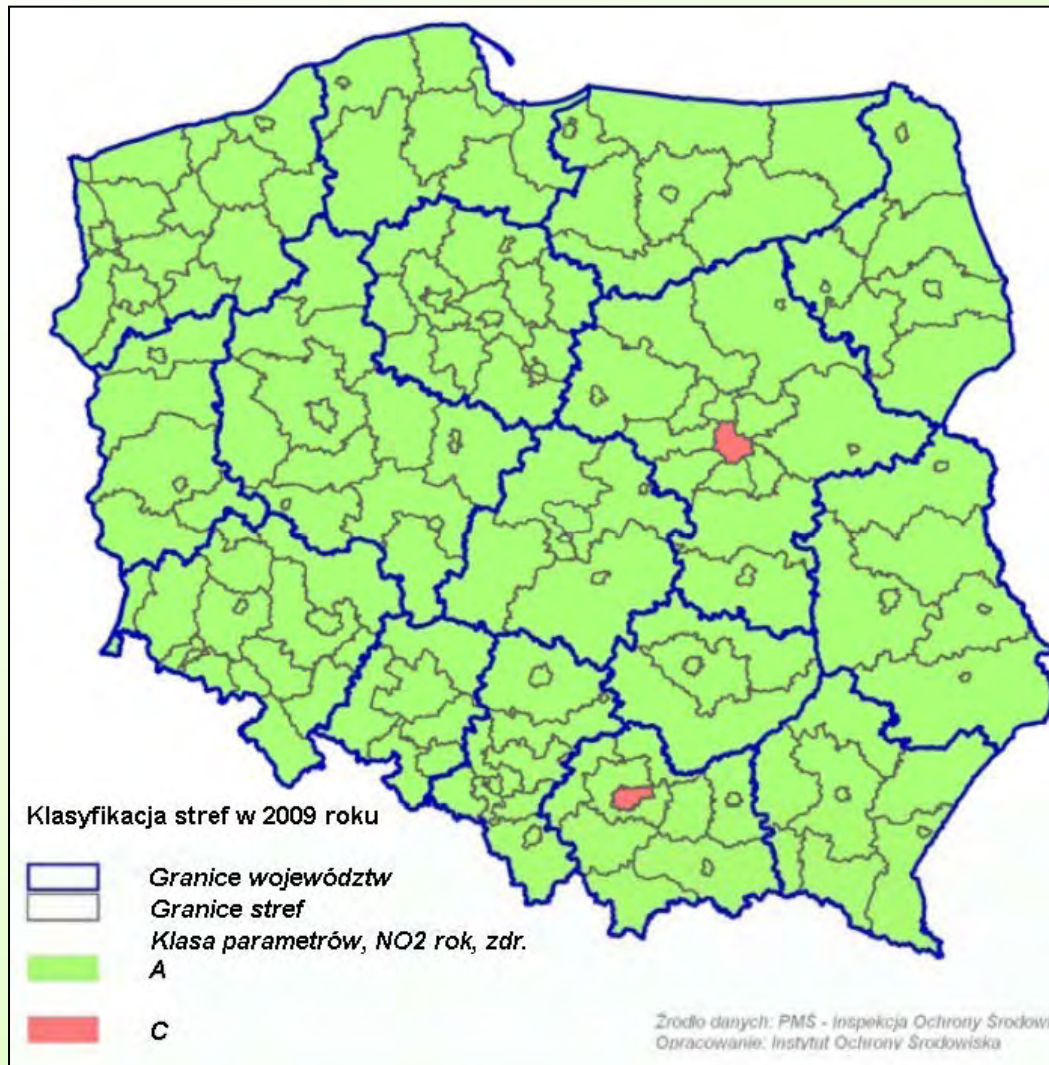 Klasyfikacja stref w 2009 roku
Granice województw
Granice stref
Klasa parametrów, NO2 rok, zdr.
A
C
Źródło danych: PMŚ - Inspekcja Ochrony Środowi
Opracowanie: Instytut Ochrony Środowiska